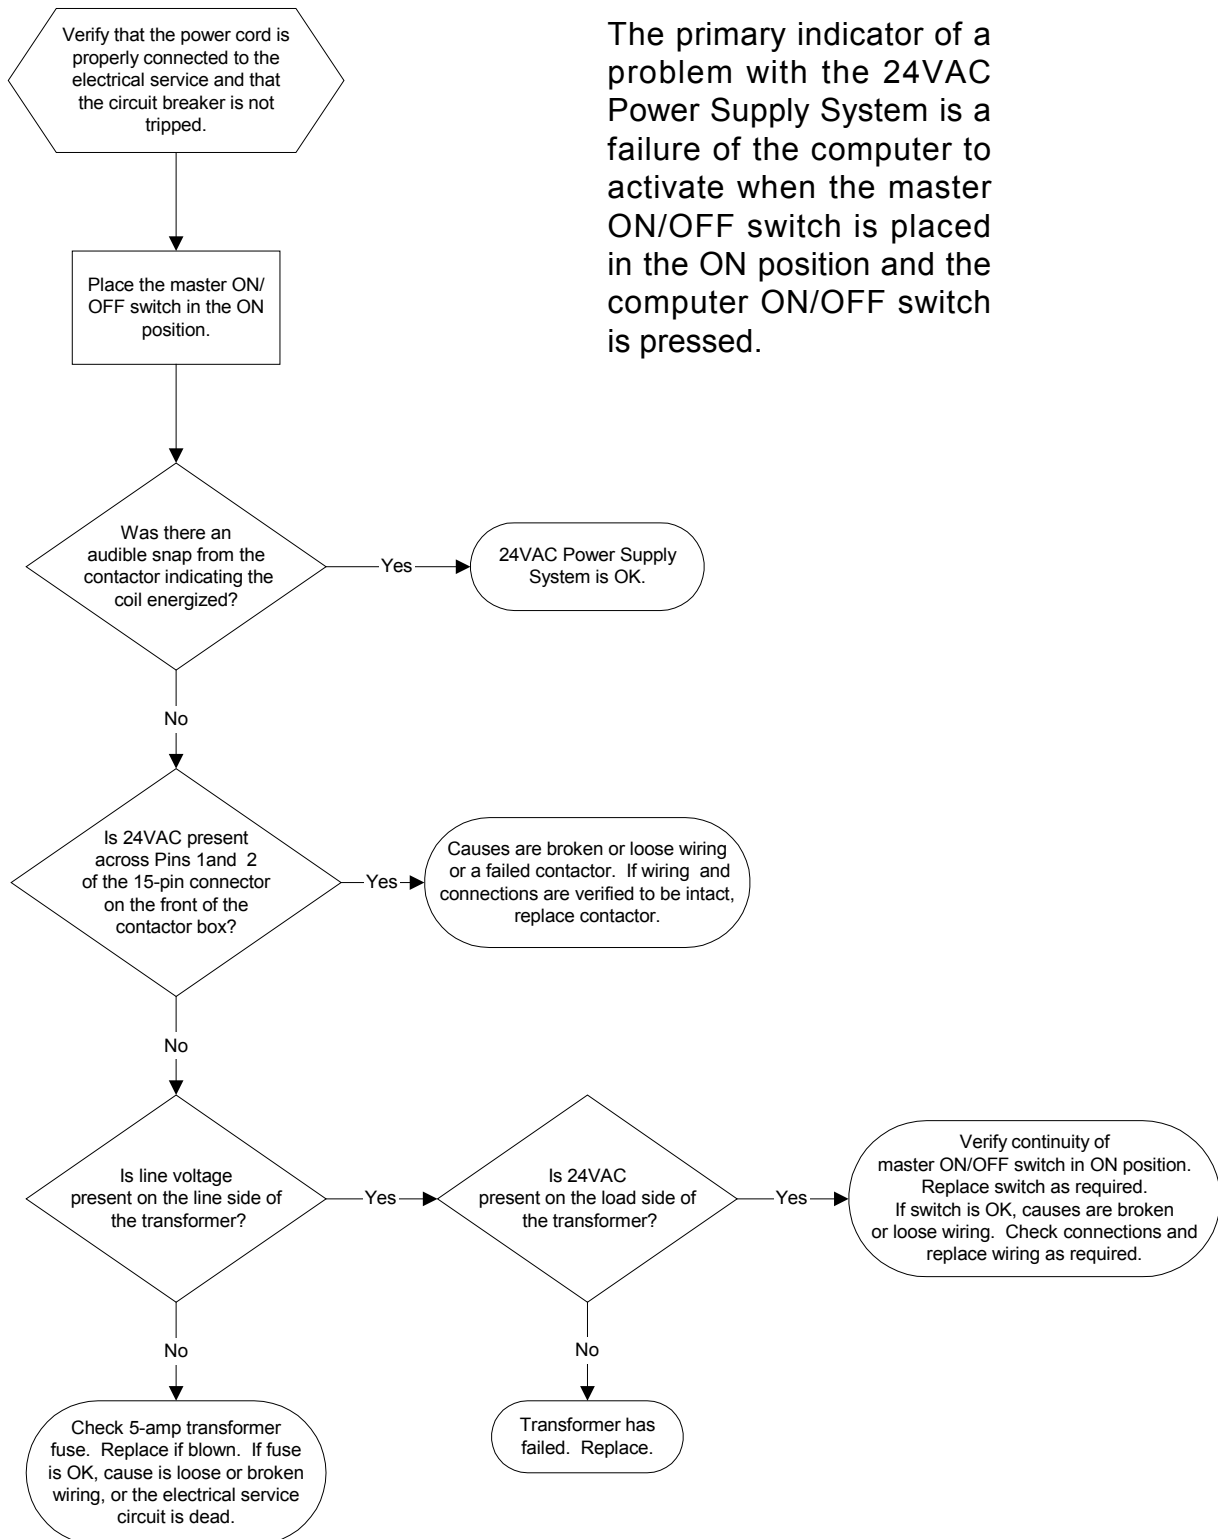 Verify that the power cord is
properly connected to the
electrical service and that
the circuit breaker is not
tripped.
The primary indicator of a
problem with the 24VAC
Power Supply System is a
failure of the computer to
activate when the master
ON/OFF switch is placed
in the ON position and the
computer ON/OFF switch
is pressed.
Place the master ON/
OFF switch in the ON
position.
Was there an
audible snap from the
contactor indicating the
coil energized?
Yes
24VAC Power Supply
System is OK.
No
Is 24VAC present
across Pins 1and 2
of the 15-pin connector
on the front of the
contactor box?
Yes
Causes are broken or loose wiring
or a failed contactor. If wiring and
connections are verified to be intact,
replace contactor.
No
Is line voltage
present on the line side of
the transformer?
Yes
Is 24VAC
present on the load side of
the transformer?
Yes
Verify continuity of
master ON/OFF switch in ON position.
Replace switch as required.
If switch is OK, causes are broken
or loose wiring. Check connections and
replace wiring as required.
No
No
Check 5-amp transformer
fuse. Replace if blown. If fuse
is OK, cause is loose or broken
wiring, or the electrical service
circuit is dead.
Transformer has
failed. Replace.